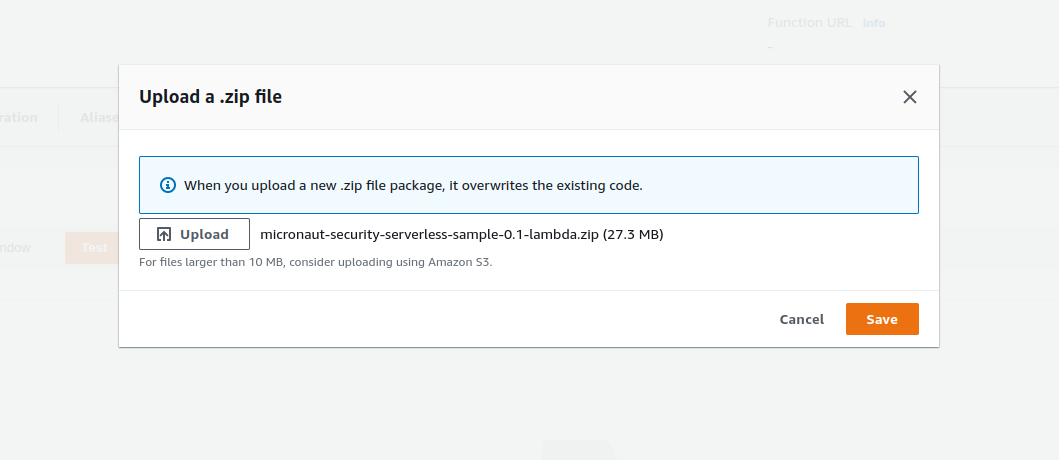 Function URL Info
-
Upload a .zip file
ration Aliase
When you upload a new .zip file package, it overwrites the existing code.
Upload micronaut-security-serverless-sample-0.1-lambda.zip (27.3 MB)
ndow Test
For files larger than 10 MB, consider uploading using Amazon S3.
Cancel Save